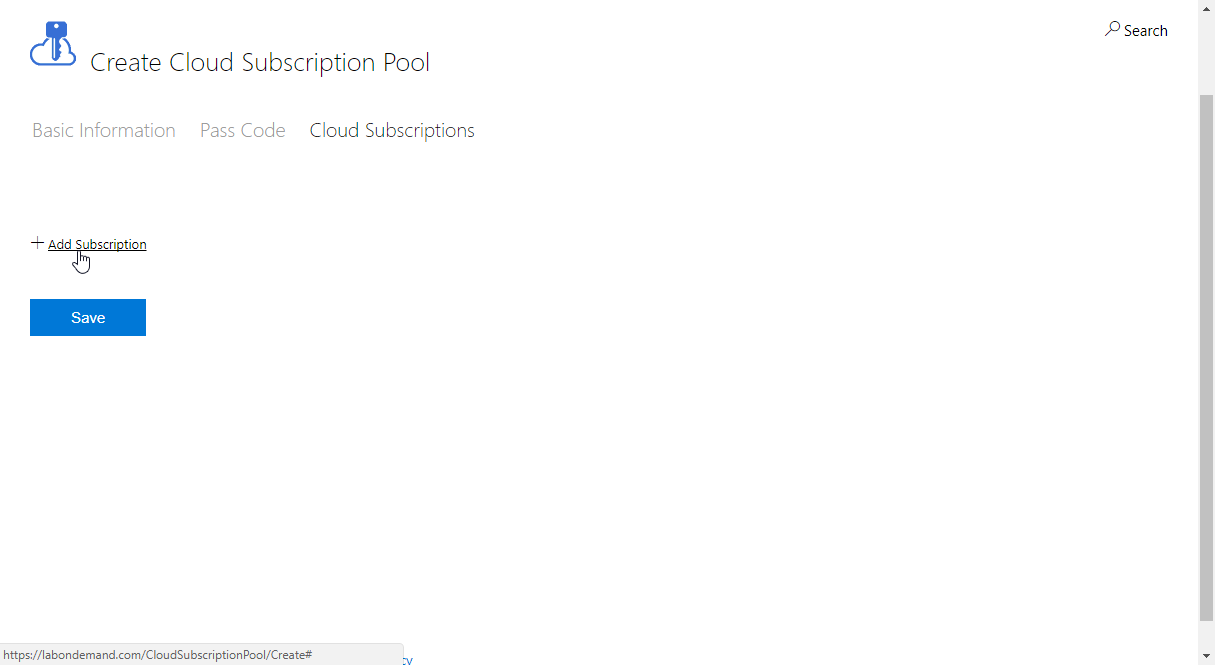 Search
Create Cloud Subscription Pool
Basic Information Pass Code Cloud Subscriptions
Add Subscription
Save
https://labondemand.com/CloudSubscriptionPool/Create#